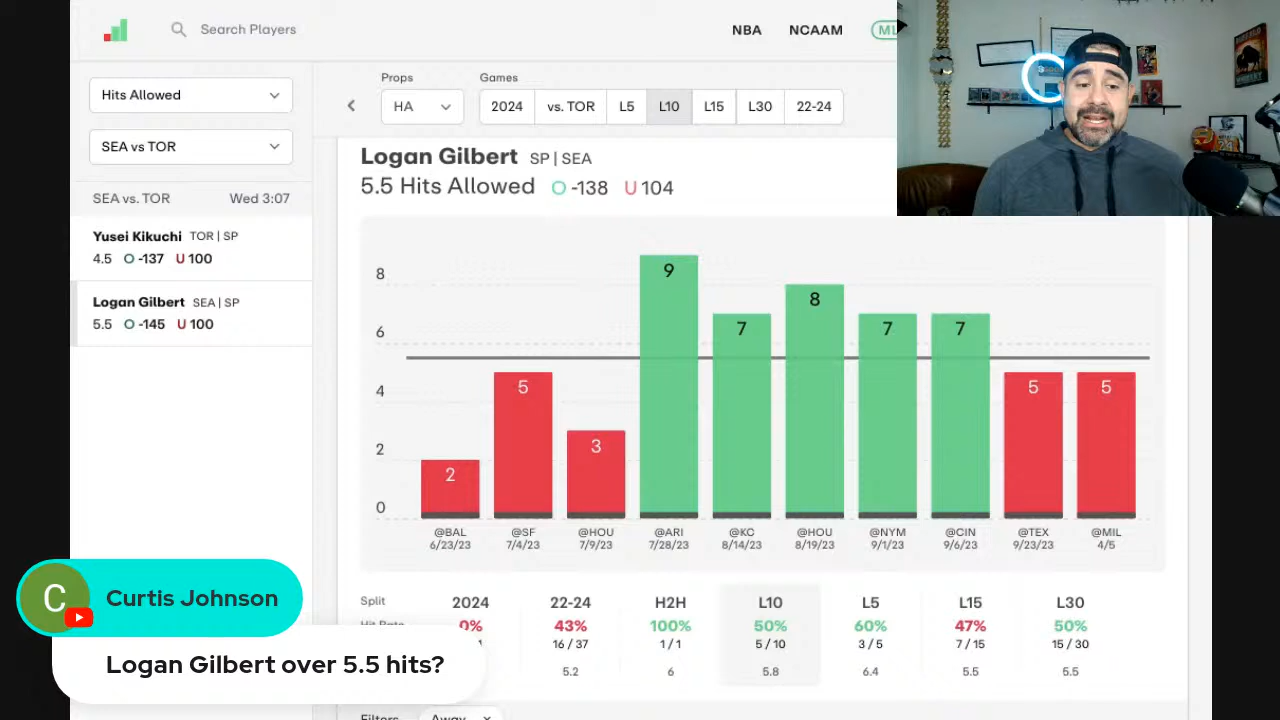 Search Players
NBA
NCAAM
Hits Allowed
SEA vs TOR
Props
HA
Games
2024
vs. TOR
L5
L10
L15
L30
22-24
SEA vs. TOR
Wed 3:07
Yusei Kikuchi TOR | SP
4.5 O -137 U 100
Logan Gilbert SEA | SP
5.5 O -145 U 100
Logan Gilbert SP | SEA
5.5 Hits Allowed O -138 U 104
8
6
4
2
0
2
5
3
9
7
8
7
7
5
5
@BAL
6/23/23
@SF
7/4/23
@HOU
7/9/23
@ARI
7/28/23
@KC
8/14/23
@HOU
8/19/23
@NYM
9/1/23
@CIN
9/6/23
@TEX
9/23/23
@MIL
4/5
Split 2024 22-24 H2H L10 L5 L15 L30
Hit Rate 0% 43% 100% 50% 60% 47% 50%
1 16 / 37 1 / 1 5 / 10 3 / 5 7 / 15 15 / 30
5.2 6 5.8 6.4 5.5 5.5
Filters Away
C
Curtis Johnson
Logan Gilbert over 5.5 hits?